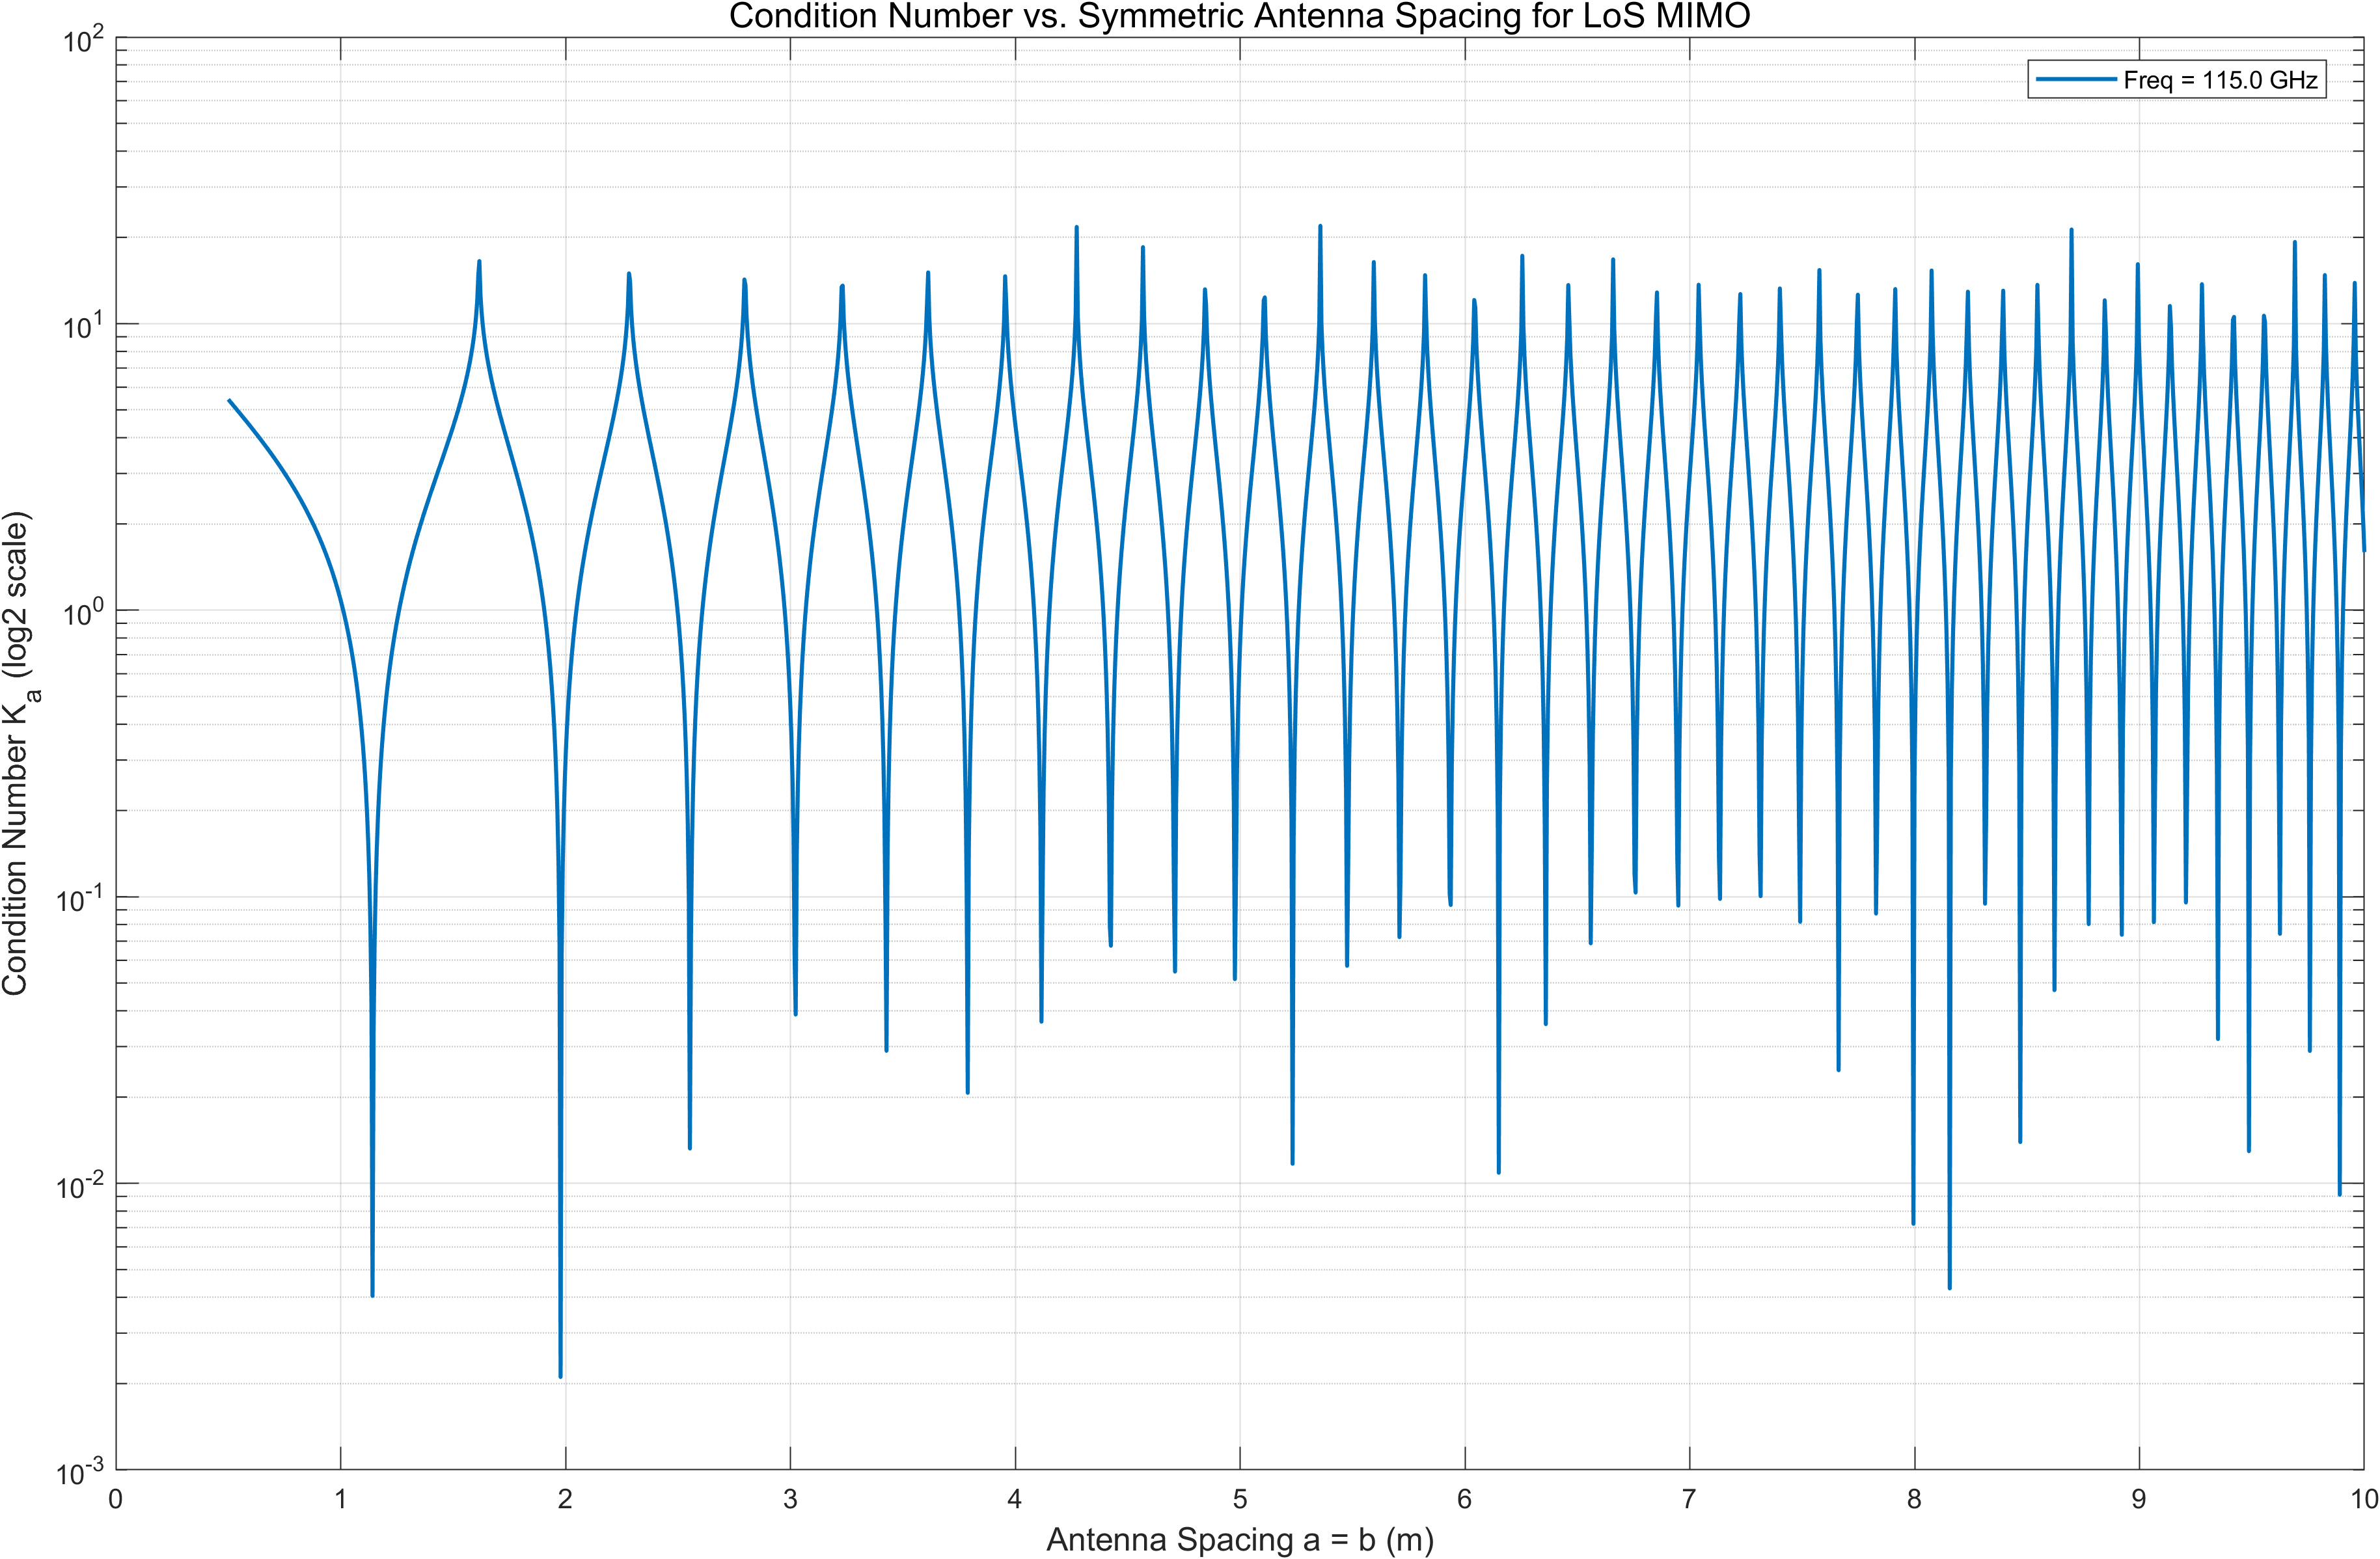 Condition Number vs. Symmetric Antenna Spacing for LoS MIMO
Freq = 115.0 GHz
Condition Number K_a (log2 scale)
10^2
10^1
10^0
10^-1
10^-2
10^-3
0 1 2 3 4 5 6 7 8 9 10
Antenna Spacing a = b (m)